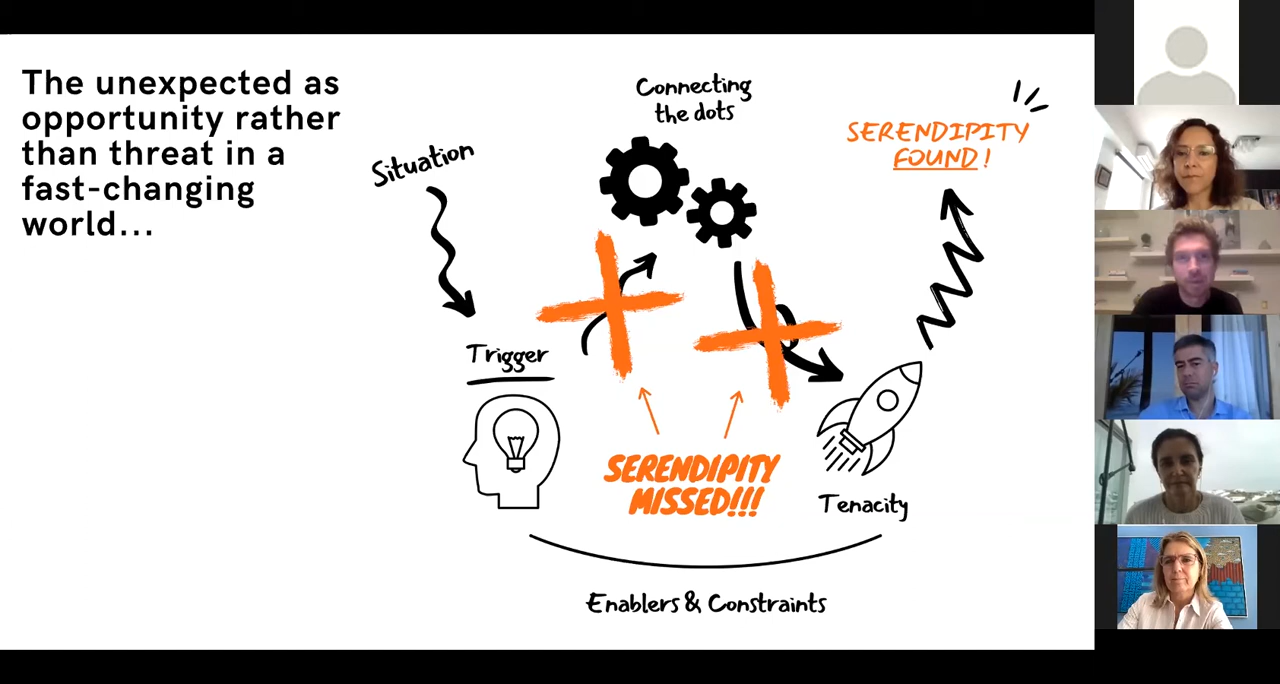 The unexpected as
opportunity rather
than threat in a
fast-changing
world...
Situation
Connecting
the dots
SERENDIPITY
FOUND!
Trigger
SERENDIPITY
MISSED!!!
Tenacity
Enablers & Constraints